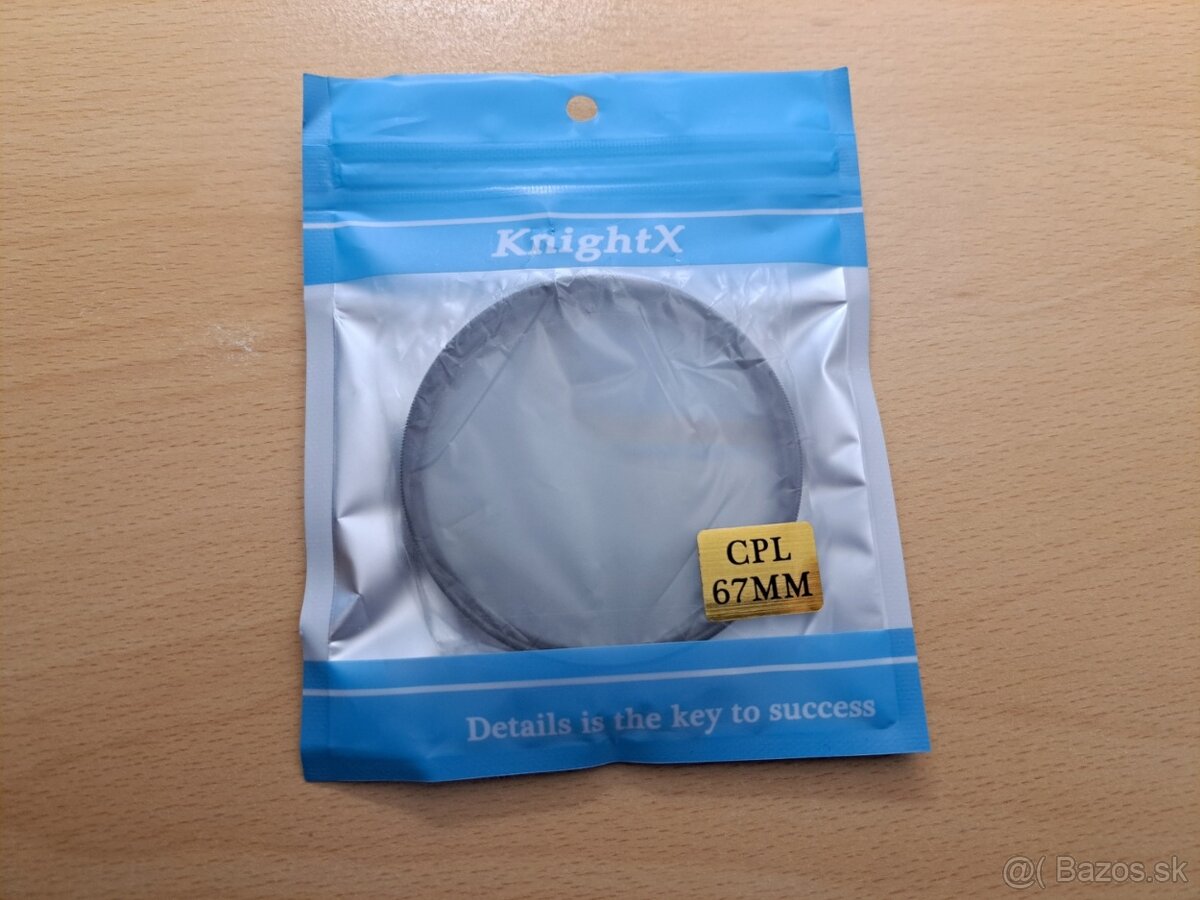 KnightX
CPL
67MM
Details is the key to success
@( Bazos.sk